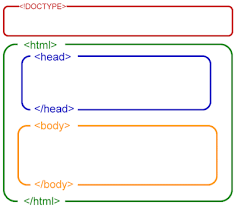 <!DOCTYPE>
<html>
<head>
</head>
<body>
</body>
</html>